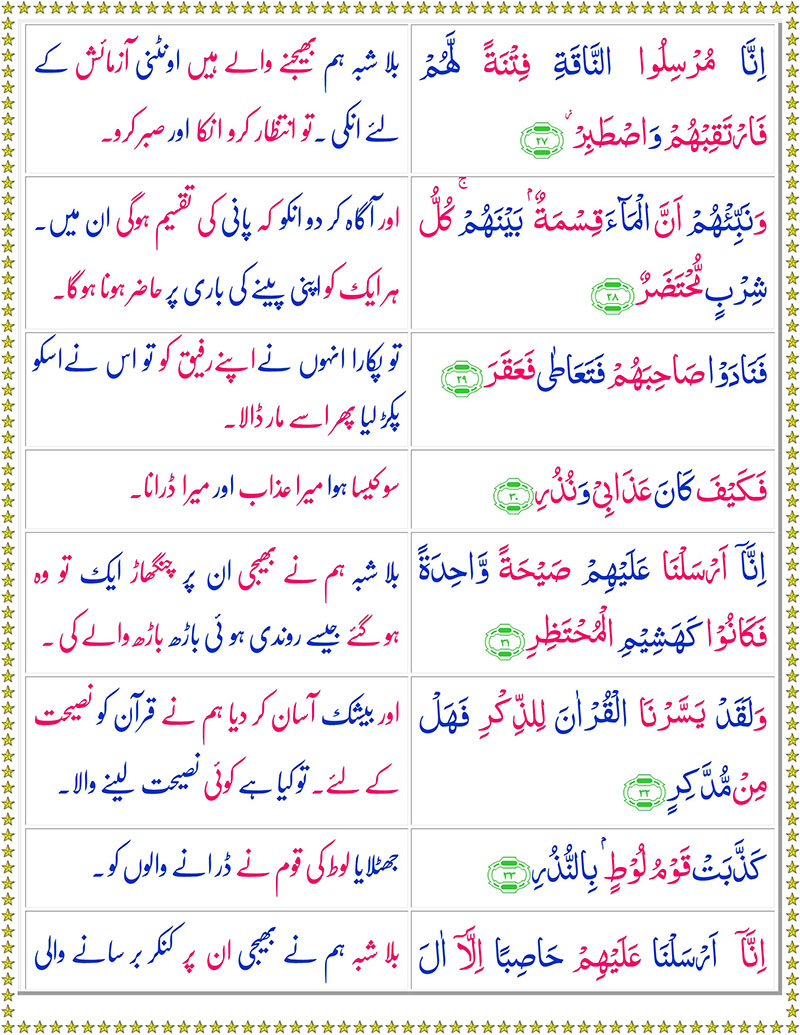 اِنَّا مُرْسِلُوا النَّاقَةِ فِتْنَةً لَّهُمْ
فَارْتَقِبْهُمْ وَاصْطَبِرْ ۙ ﴿۲۷﴾
بلا شبہ ہم بھیجنے والے ہیں اونٹنی آزمائش کے
لئے انکی ۔ تو انتظار کرو انکا اور صبر کرو۔
وَنَبِّئْهُمْ اَنَّ الْمَآءَ قِسْمَةٌۢ بَيْنَهُمْ ۚ كُلُّ
شِرْبٍ مُّحْتَضَرٌ ﴿۲۸﴾
اور آگاہ کر دو انکو کہ پانی کی تقسیم ہوگی ان میں۔
ہر ایک کو اپنی پینے کی باری پر حاضر ہونا ہوگا۔
فَنَادَوْا صَاحِبَهُمْ فَتَعَاطٰى فَعَقَرَ ﴿۲۹﴾
تو پکارا انہوں نے اپنے رفیق کو تو اس نے اسکو
پکڑ لیا پھر اسے مار ڈالا۔
فَكَيْفَ كَانَ عَذَابِىْ وَنُذُرِ ﴿۳۰﴾
سو کیسا ہوا میرا عذاب اور میرا ڈرانا۔
اِنَّآ اَرْسَلْنَا عَلَيْهِمْ صَيْحَةً وَّاحِدَةً
فَكَانُوْا كَهَشِيْمِ الْمُحْتَظِرِ ﴿۳۱﴾
بلا شبہ ہم نے بھیجی ان پر چنگھاڑ ایک تو وہ
ہو گئے جیسے روندی ہوئی باڑھ باڑھ والے کی ۔
وَلَقَدْ يَسَّرْنَا الْقُرْاٰنَ لِلذِّكْرِ فَهَلْ
مِنْ مُّدَّكِرٍ ﴿۳۲﴾
اور بیشک آسان کر دیا ہم نے قرآن کو نصیحت
کے لئے۔ تو کیا ہے کوئی نصیحت لینے والا۔
كَذَّبَتْ قَوْمُ لُوْطٍۢ بِالنُّذُرِ ﴿۳۳﴾
جھٹلایا لوط کی قوم نے ڈرانے والوں کو۔
اِنَّآ اَرْسَلْنَا عَلَيْهِمْ حَاصِبًا اِلَّآ اٰلَ
بلا شبہ ہم نے بھیجی ان پر کنکر برسانے والی